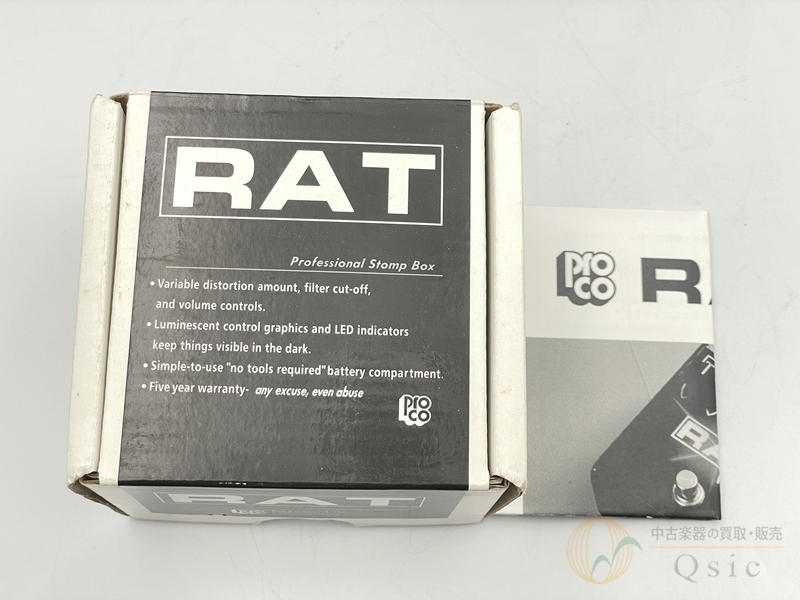 RAT
Professional Stomp Box
• Variable distortion amount, filter cut-off,
and volume controls.
• Luminescent control graphics and LED indicators
keep things visible in the dark.
• Simple-to-use "no tools required" battery compartment.
• Five year warranty- any excuse, even abuse
pro
co
RAT
pro
co
RA
RA
中古楽器の買取・販売
Qsic